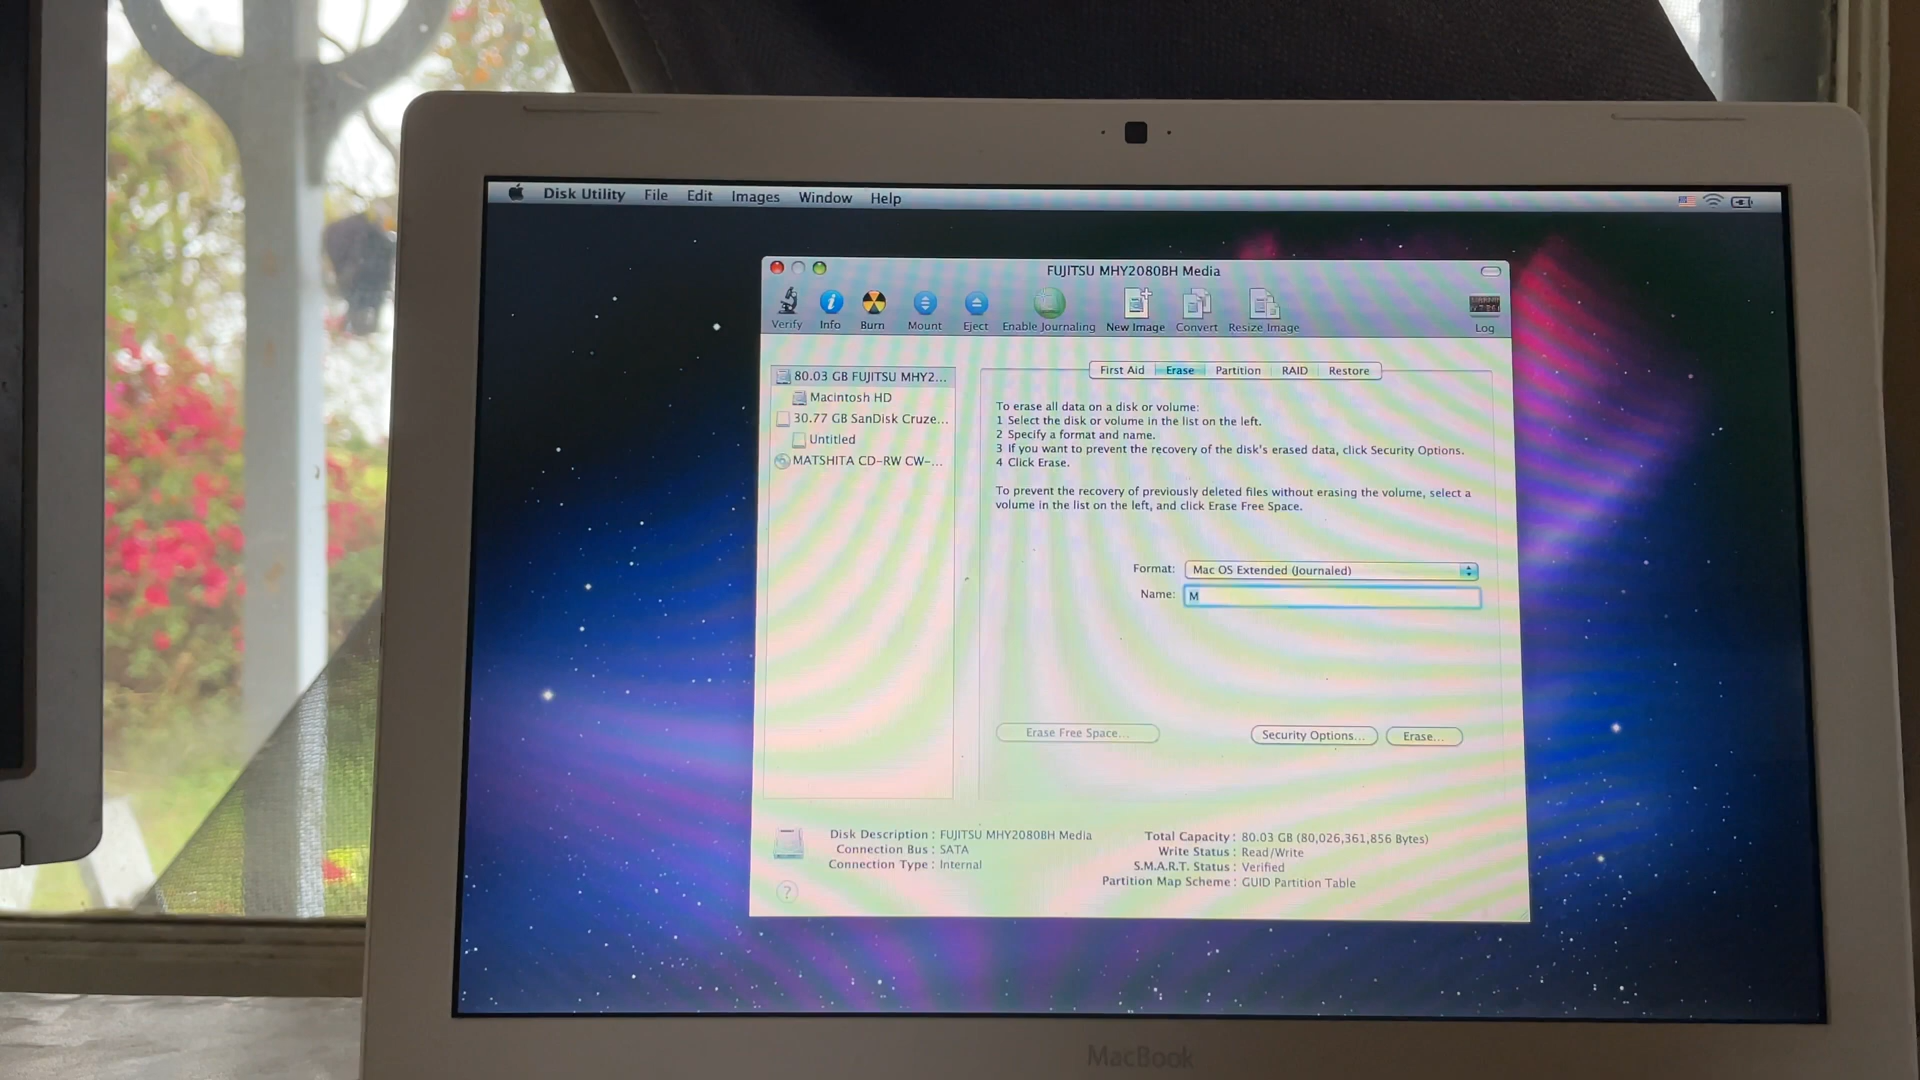 Disk Utility File Edit Images Window Help
FUJITSU MHY2080BH Media
Verify Info Burn Mount Eject Enable Journaling New Image Convert Resize Image Log
80.03 GB FUJITSU MHY2...
Macintosh HD
30.77 GB SanDisk Cruze...
Untitled
MATSHITA CD-RW CW-...
First Aid Erase Partition RAID Restore
To erase all data on a disk or volume:
1 Select the disk or volume in the list on the left.
2 Specify a format and name.
3 If you want to prevent the recovery of the disk's erased data, click Security Options.
4 Click Erase.
To prevent the recovery of previously deleted files without erasing the volume, select a
volume in the list on the left, and click Erase Free Space.
Format: Mac OS Extended (Journaled)
Name: M
Erase Free Space... Security Options... Erase...
Disk Description : FUJITSU MHY2080BH Media
Connection Bus : SATA
Connection Type : Internal
Total Capacity : 80.03 GB (80,026,361,856 Bytes)
Write Status : Read/Write
S.M.A.R.T. Status : Verified
Partition Map Scheme : GUID Partition Table
?
MacBook